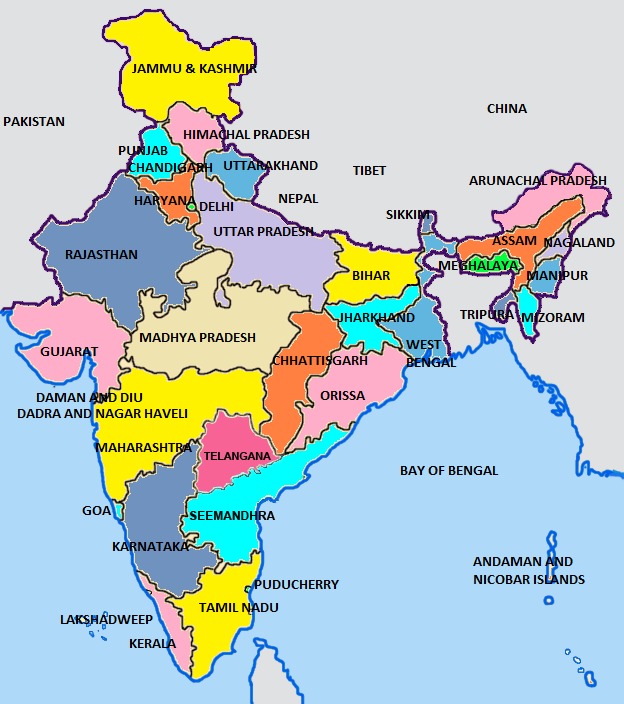 JAMMU & KASHMIR
CHINA
PAKISTAN
HIMACHAL PRADESH
PUNJAB
CHANDIGARH
UTTARAKHAND
TIBET
ARUNACHAL PRADESH
HARYANA
DELHI
NEPAL
SIKKIM
UTTAR PRADESH
ASSAM
NAGALAND
RAJASTHAN
MEGHALAYA
BIHAR
MANIPUR
TRIPURA
MIZORAM
JHARKHAND
MADHYA PRADESH
WEST
BENGAL
GUJARAT
CHHATTISGARH
ORISSA
DAMAN AND DIU
DADRA AND NAGAR HAVELI
MAHARASHTRA
TELANGANA
BAY OF BENGAL
GOA
SEEMANDHRA
KARNATAKA
ANDAMAN AND
NICOBAR ISLANDS
PUDUCHERRY
TAMIL NADU
LAKSHADWEEP
KERALA